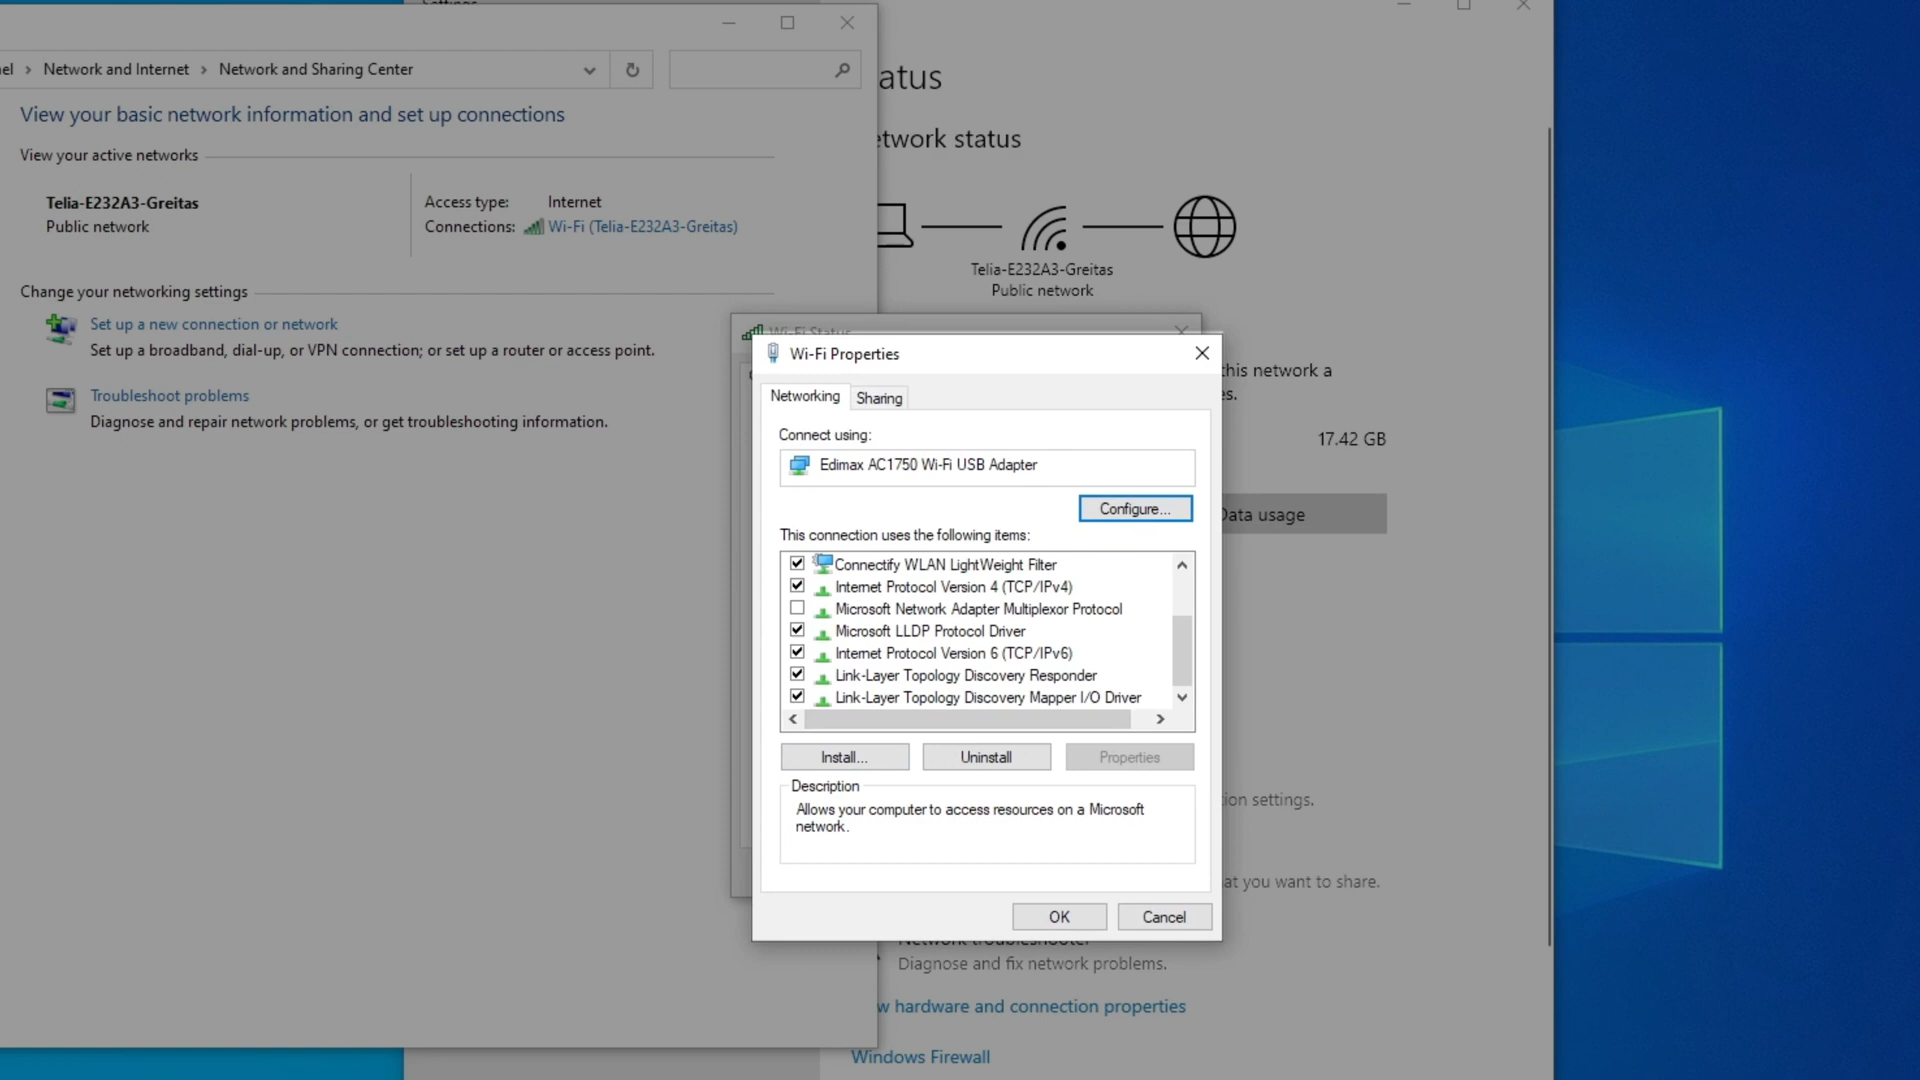 Network and Internet › Network and Sharing Center
View your basic network information and set up connections
View your active networks
Telia-E232A3-Greitas
Public network
Access type: Internet
Connections: Wi-Fi (Telia-E232A3-Greitas)
Change your networking settings
Set up a new connection or network
Set up a broadband, dial-up, or VPN connection; or set up a router or access point.
Troubleshoot problems
Diagnose and repair network problems, or get troubleshooting information.
atus
etwork status
Telia-E232A3-Greitas
Public network
this network a
es.
17.42 GB
Data usage
ion settings.
at you want to share.
Network troubleshooter
Diagnose and fix network problems.
w hardware and connection properties
Windows Firewall
Wi-Fi Status
Wi-Fi Properties
Networking
Sharing
Connect using:
Edimax AC1750 Wi-Fi USB Adapter
Configure...
This connection uses the following items:
Connectify WLAN LightWeight Filter
Internet Protocol Version 4 (TCP/IPv4)
Microsoft Network Adapter Multiplexor Protocol
Microsoft LLDP Protocol Driver
Internet Protocol Version 6 (TCP/IPv6)
Link-Layer Topology Discovery Responder
Link-Layer Topology Discovery Mapper I/O Driver
Install...
Uninstall
Properties
Description
Allows your computer to access resources on a Microsoft
network.
OK
Cancel